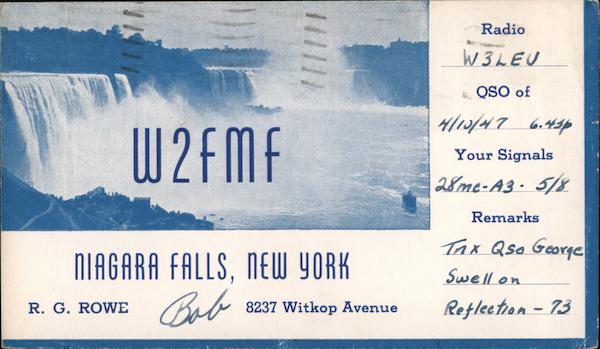 W2FMF
NIAGARA FALLS, NEW YORK
R. G. ROWE Bob 8237 Witkop Avenue
Radio
W3LEU
QSO of
4/10/47 6.45p
Your Signals
28mc-A3. 5/8
Remarks
Tnx Qso George
Swell on
Reflection - 73